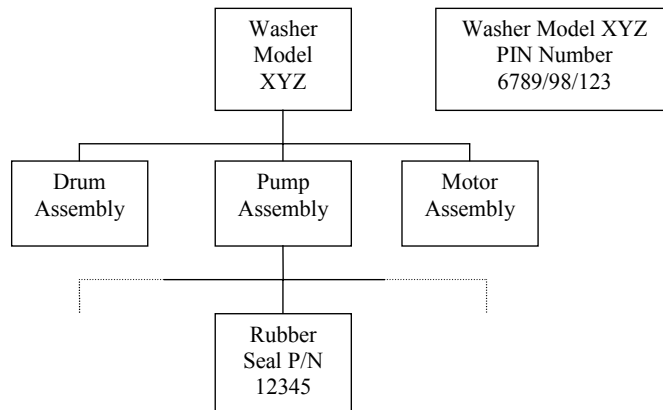 Washer
Model
XYZ
Washer Model XYZ
PIN Number
6789/98/123
Drum
Assembly
Pump
Assembly
Motor
Assembly
Rubber
Seal P/N
12345